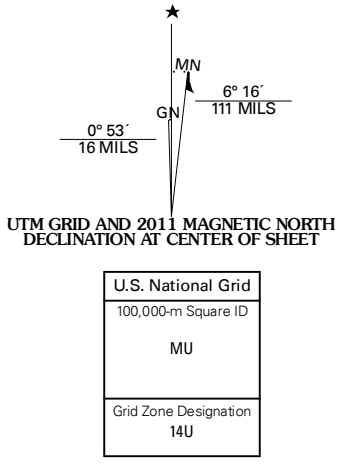 MN
GN
6° 16´
111 MILS
0° 53´
16 MILS
UTM GRID AND 2011 MAGNETIC NORTH
DECLINATION AT CENTER OF SHEET
U.S. National Grid
100,000-m Square ID
MU
Grid Zone Designation
14U